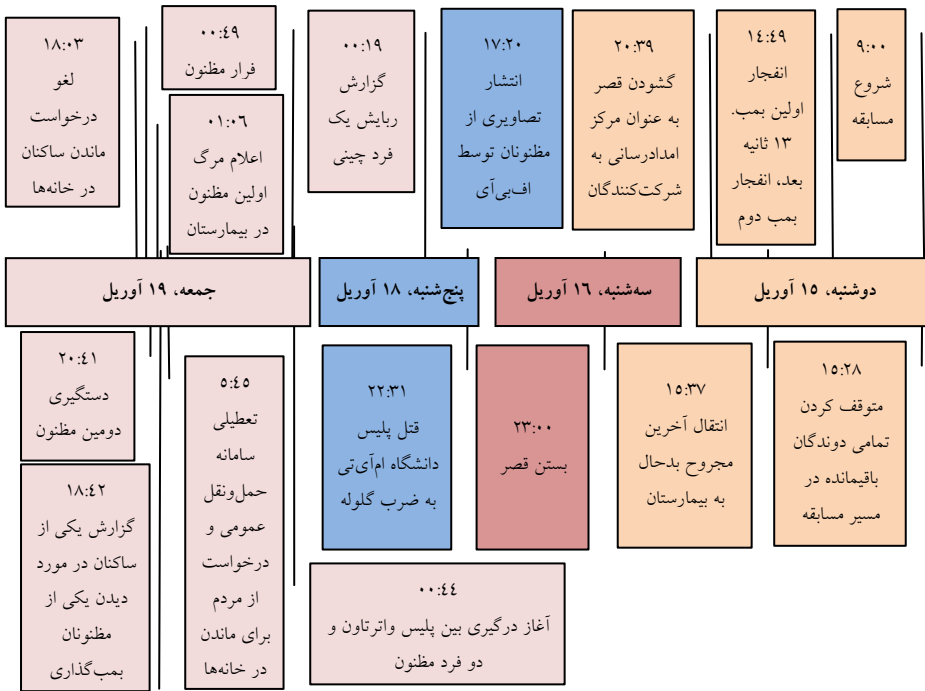 ۹:۰۰
شروع
مسابقه
۱٤:٤۹
انفجار
اولین بمب.
۱۳ ثانیه
بعد، انفجار
بمب دوم
۲۰:۳۹
گشودن قصر
به عنوان مرکز
امدادرسانی به
شرکت‌کنندگان
۱۷:۲۰
انتشار
تصاویری از
مظنونان توسط
اف‌بی‌آی
۰۰:۱۹
گزارش
ربایش یک
فرد چینی
۰۰:٤۹
فرار مظنون
۰۱:۰۶
اعلام مرگ
اولین مظنون
در بیمارستان
۱۸:۰۳
لغو
درخواست
ماندن ساکنان
در خانه‌ها
دوشنبه، ۱۵ آوریل
سه‌شنبه، ۱۶ آوریل
پنج‌شنبه، ۱۸ آوریل
جمعه، ۱۹ آوریل
۱۵:۲۸
متوقف کردن
تمامی دوندگان
باقیمانده در
مسیر مسابقه
۱۵:۳۷
انتقال آخرین
مجروح بدحال
به بیمارستان
۲۳:۰۰
بستن قصر
۲۲:۳۱
قتل پلیس
دانشگاه ام‌آی‌تی
به ضرب گلوله
۵:٤۵
تعطیلی
سامانه
حمل‌ونقل
عمومی و
درخواست
از مردم
برای ماندن
در خانه‌ها
۲۰:٤۱
دستگیری
دومین مظنون
۱۸:٤۲
گزارش یکی از
ساکنان در مورد
دیدن یکی از
مظنونان
بمب‌گذاری
۰۰:٤٤
آغاز درگیری بین پلیس واترتاون و
دو فرد مظنون